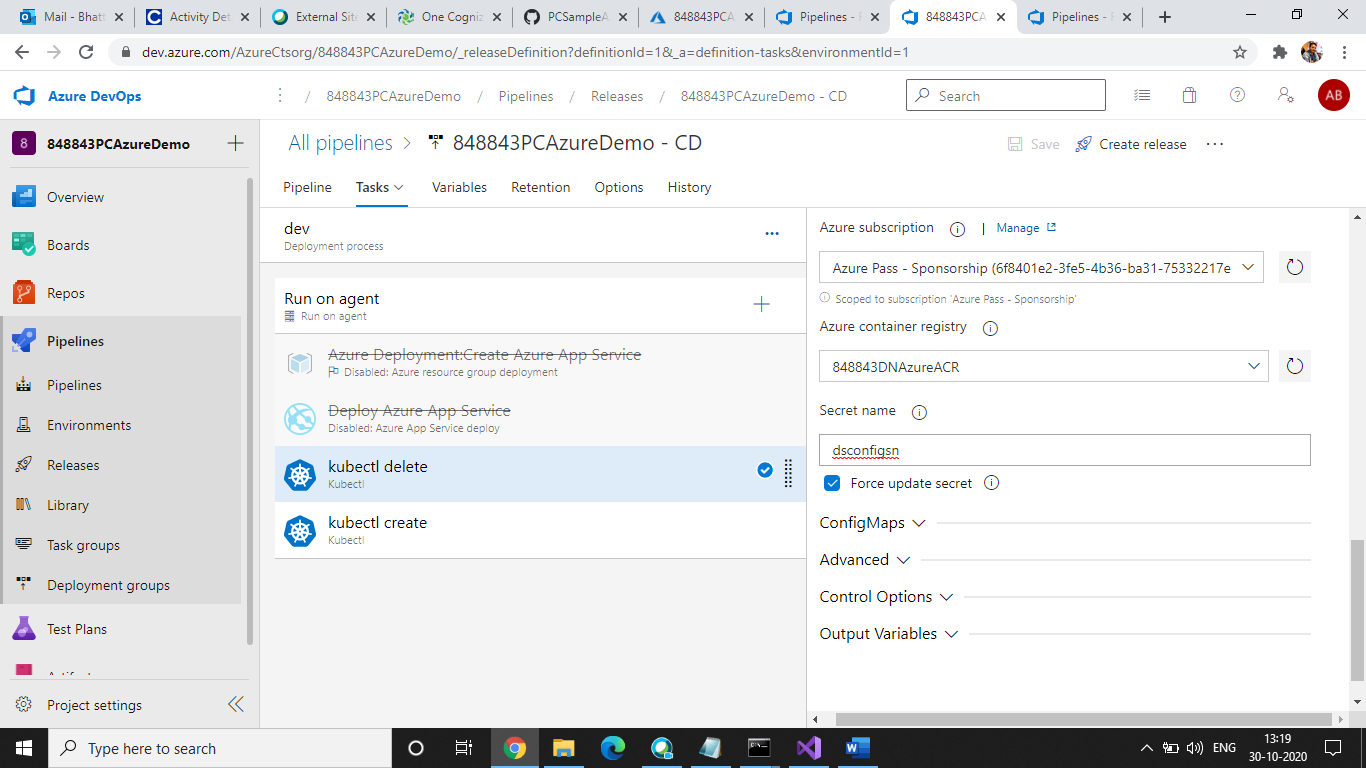 Mail - Bhatt
Activity Det
External Site
One Cogniz
PCSampleA
848843PCA
Pipelines -
848843PCA
Pipelines -
dev.azure.com/AzureCtsorg/848843PCAzureDemo/_releaseDefinition?definitionId=1&_a=definition-tasks&environmentId=1
Azure DevOps
/ 848843PCAzureDemo / Pipelines / Releases / 848843PCAzureDemo - CD
Search
AB
8
848843PCAzureDemo
Overview
Boards
Repos
Pipelines
Pipelines
Environments
Releases
Library
Task groups
Deployment groups
Test Plans
Project settings
All pipelines
848843PCAzureDemo - CD
Save
Create release
Pipeline
Tasks
Variables
Retention
Options
History
dev
Deployment process
Run on agent
Run on agent
Azure Deployment:Create Azure App Service
Disabled: Azure resource group deployment
Deploy Azure App Service
Disabled: Azure App Service deploy
kubectl delete
Kubectl
kubectl create
Kubectl
Azure subscription | Manage
Azure Pass - Sponsorship (6f8401e2-3fe5-4b36-ba31-75332217e
Scoped to subscription 'Azure Pass - Sponsorship'
Azure container registry
848843DNAzureACR
Secret name
dsconfigsn
Force update secret
ConfigMaps
Advanced
Control Options
Output Variables
Type here to search
ENG
13:19
30-10-2020